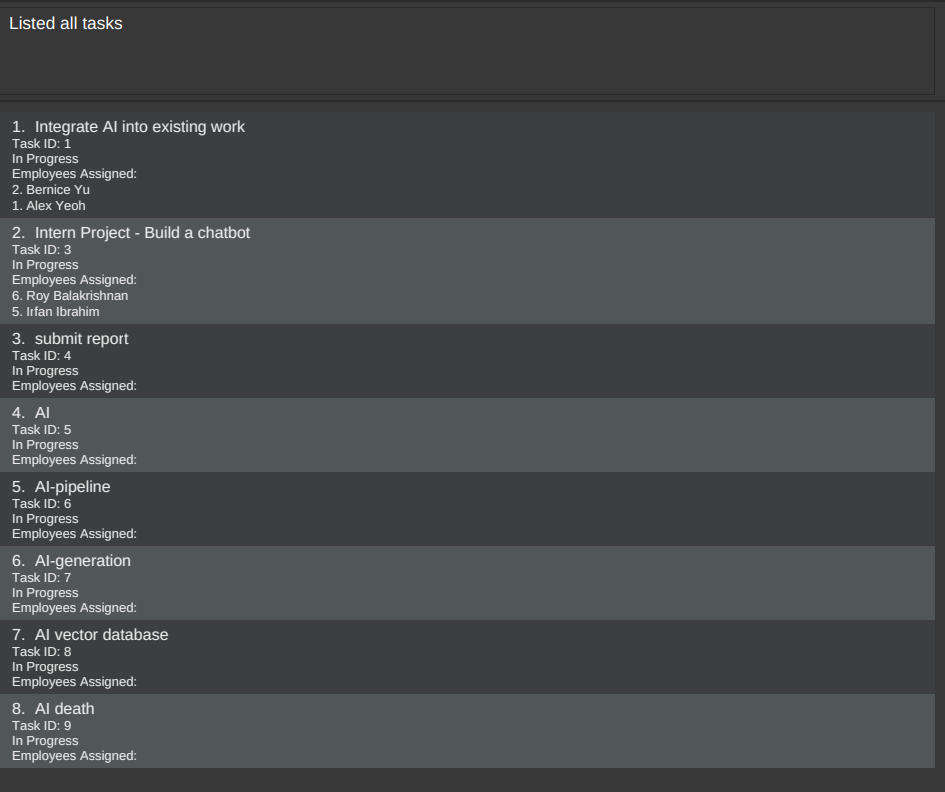 Listed all tasks
1. Integrate AI into existing work
Task ID: 1
In Progress
Employees Assigned:
2. Bernice Yu
1. Alex Yeoh
2. Intern Project - Build a chatbot
Task ID: 3
In Progress
Employees Assigned:
6. Roy Balakrishnan
5. Irfan Ibrahim
3. submit report
Task ID: 4
In Progress
Employees Assigned:
4. AI
Task ID: 5
In Progress
Employees Assigned:
5. AI-pipeline
Task ID: 6
In Progress
Employees Assigned:
6. AI-generation
Task ID: 7
In Progress
Employees Assigned:
7. AI vector database
Task ID: 8
In Progress
Employees Assigned:
8. AI death
Task ID: 9
In Progress
Employees Assigned: